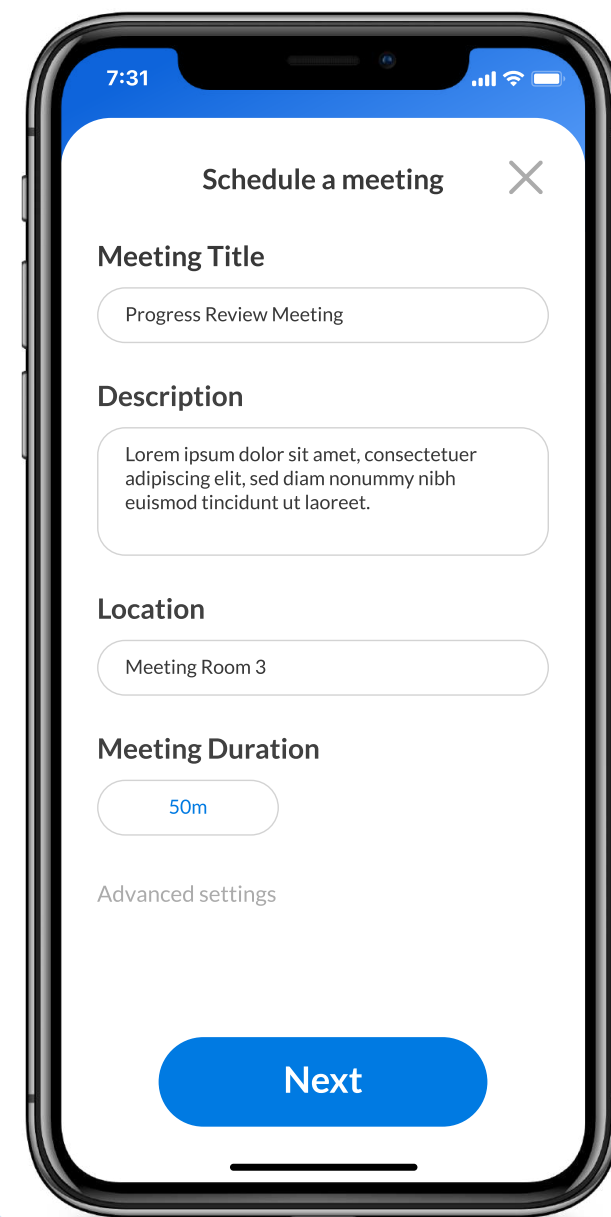 7:31
Schedule a meeting
Meeting Title
Progress Review Meeting
Description
Lorem ipsum dolor sit amet, consectetuer
adipiscing elit, sed diam nonummy nibh
euismod tincidunt ut laoreet.
Location
Meeting Room 3
Meeting Duration
50m
Advanced settings
Next